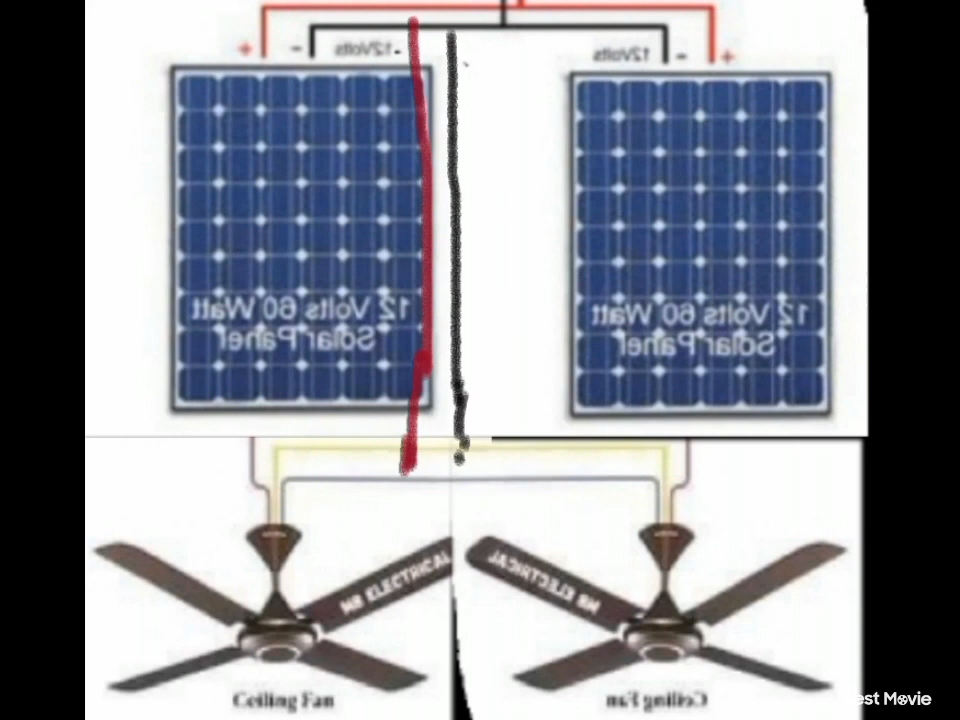 + - 12Volts
12Volts - +
12 Volts 60 Watt
Solar Panel
12 Volts 60 Watt
Solar Panel
MR ELECTRICAL
MR ELECTRICAL
Ceiling Fan
Ceiling Fan
est Movie